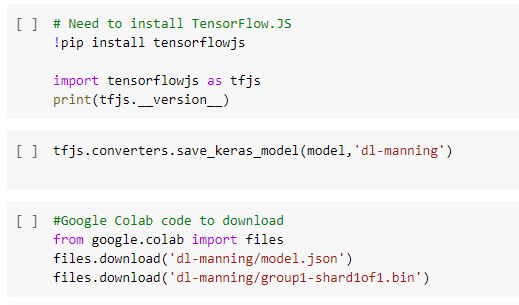 [ ] # Need to install TensorFlow.JS
!pip install tensorflowjs
import tensorflowjs as tfjs
print(tfjs.__version__)
[ ] tfjs.converters.save_keras_model(model,'dl-manning')
[ ] #Google Colab code to download
from google.colab import files
files.download('dl-manning/model.json')
files.download('dl-manning/group1-shard1of1.bin')